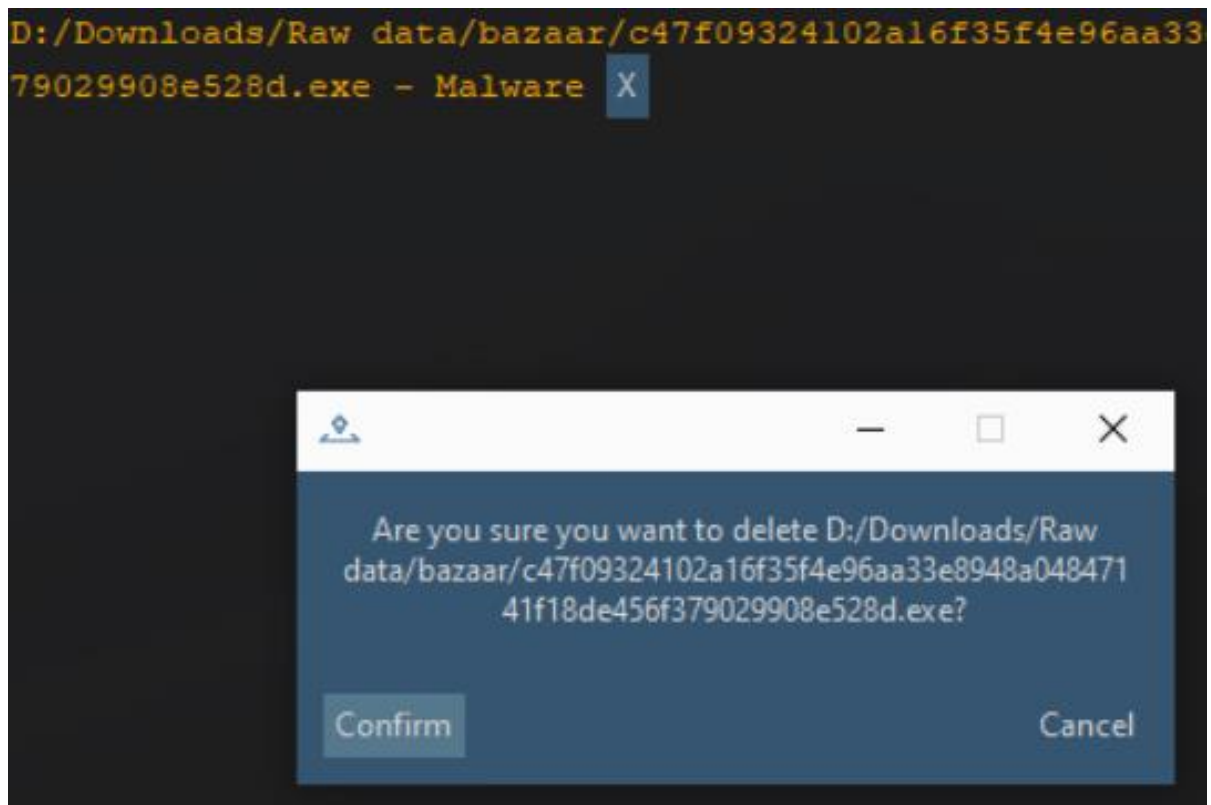 D:/Downloads/Raw data/bazaar/c47f09324102a16f35f4e96aa33
79029908e528d.exe - Malware X
Are you sure you want to delete D:/Downloads/Raw
data/bazaar/c47f09324102a16f35f4e96aa33e8948a048471
41f18de456f379029908e528d.exe?
Confirm
Cancel